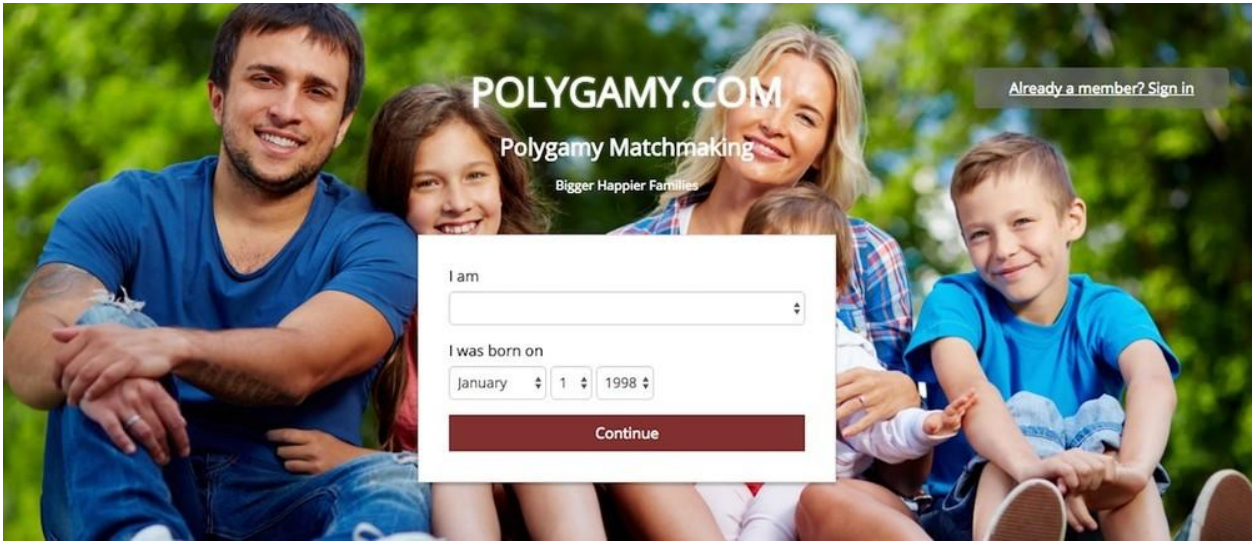 POLYGAMY.COM
Already a member? Sign in
Polygamy Matchmaking
Bigger Happier Families
I am
I was born on
January 1 1998
Continue